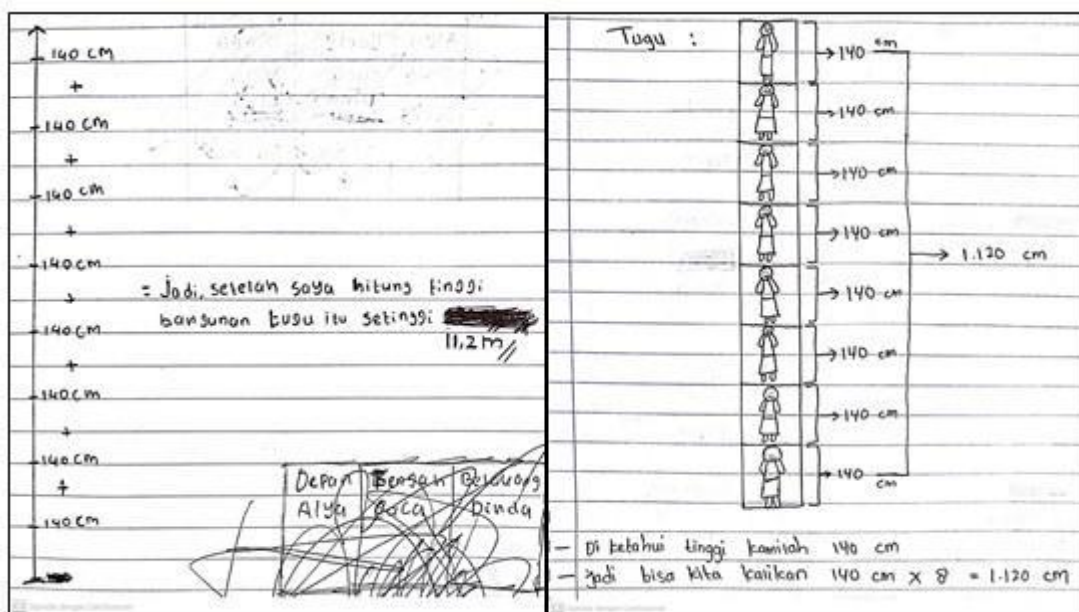 140 cm
+
140 cm
+
140 cm
+
140 cm
+
140 cm
+
140 cm
+
140 cm
+
140 cm
= Jadi, setelah saya hitung tinggi
bangunan tugu itu setinggi
11,2 m
Depan Tengah Belakang
Alya Dinda
Tugu :
140 cm
140 cm
140 cm
140 cm
140 cm
140 cm
140 cm
140 cm
1.120 cm
- Di ketahui tinggi kamilah 140 cm
- Jadi bisa kita kalikan 140 cm x 8 = 1.120 cm